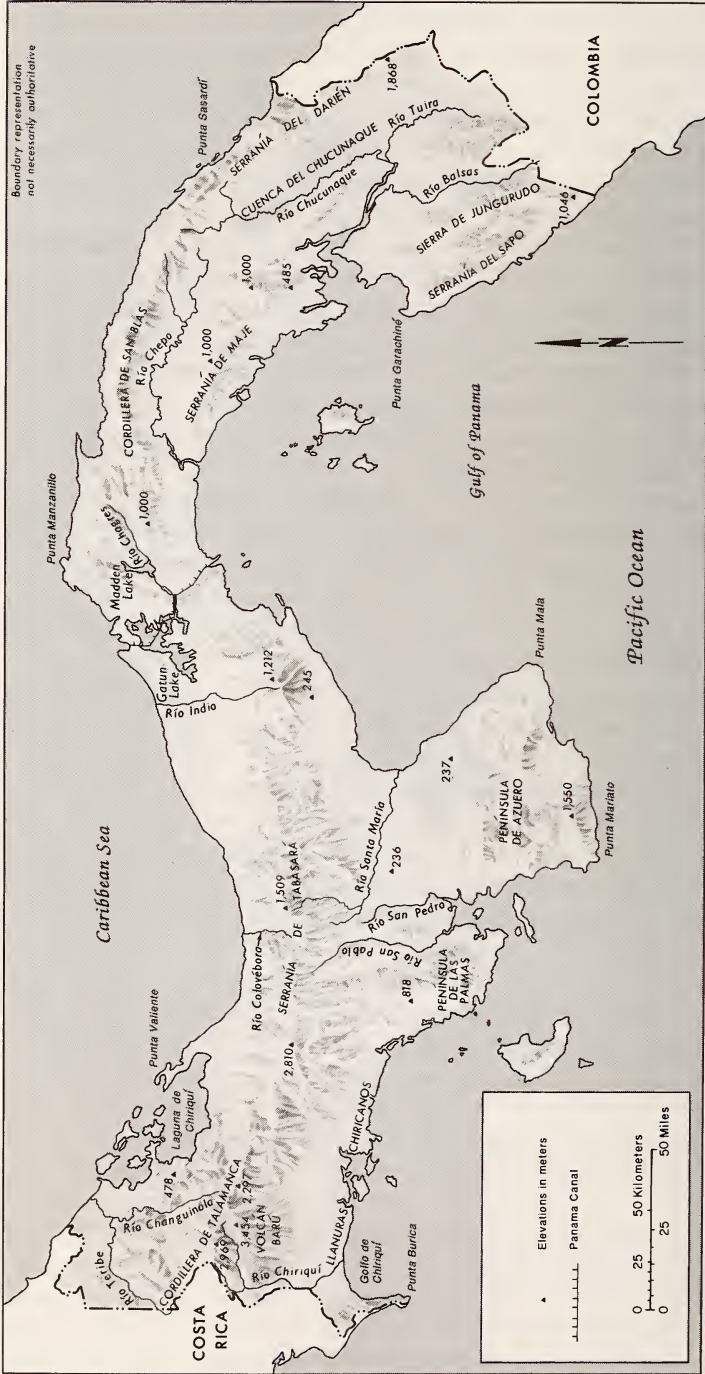 Boundary representation
not necessarily authoritative
Caribbean Sea
Punta Manzanillo
Punta Sasardí
Punta Valiente
Laguna de
Chiriquí
COSTA
RICA
Río Teribe
Río Changuinola
478
CORDILLERA DE TALAMANCA
2,969
3,454
2,297
VOLCÁN
BARÚ
Río Chiriquí
LLANURAS
CHIRICANOS
Golfo de
Chiriquí
Punta Burica
2,810
Río Colovébora
SERRANÍA
DE TABASARÁ
1,509
Río San Pablo
Río San Pedro
818
PENÍNSULA
DE LAS
PALMAS
Río Santa María
236
237
PENÍNSULA
DE AZUERO
1,560
Punta Mariato
Punta Mala
Río Indio
Gatun
Lake
Madden
Lake
Río Chagres
1,212
245
1,000
CORDILLERA DE SAN BLAS
Río Chepo
1,000
SERRANÍA DE MAJE
1,000
485
SERRANÍA DEL DARIÉN
CUENCA DEL CHUCUNAQUE
Río Chucunaque
Río Tuira
1,868
Río Balsas
SIERRA DE JUNGURUDO
SERRANÍA DEL SAPO
1,046
COLOMBIA
Punta Garachiné
Gulf of Panama
Pacific Ocean
N
Elevations in meters
Panama Canal
0 25 50 Kilometers
0 25 50 Miles